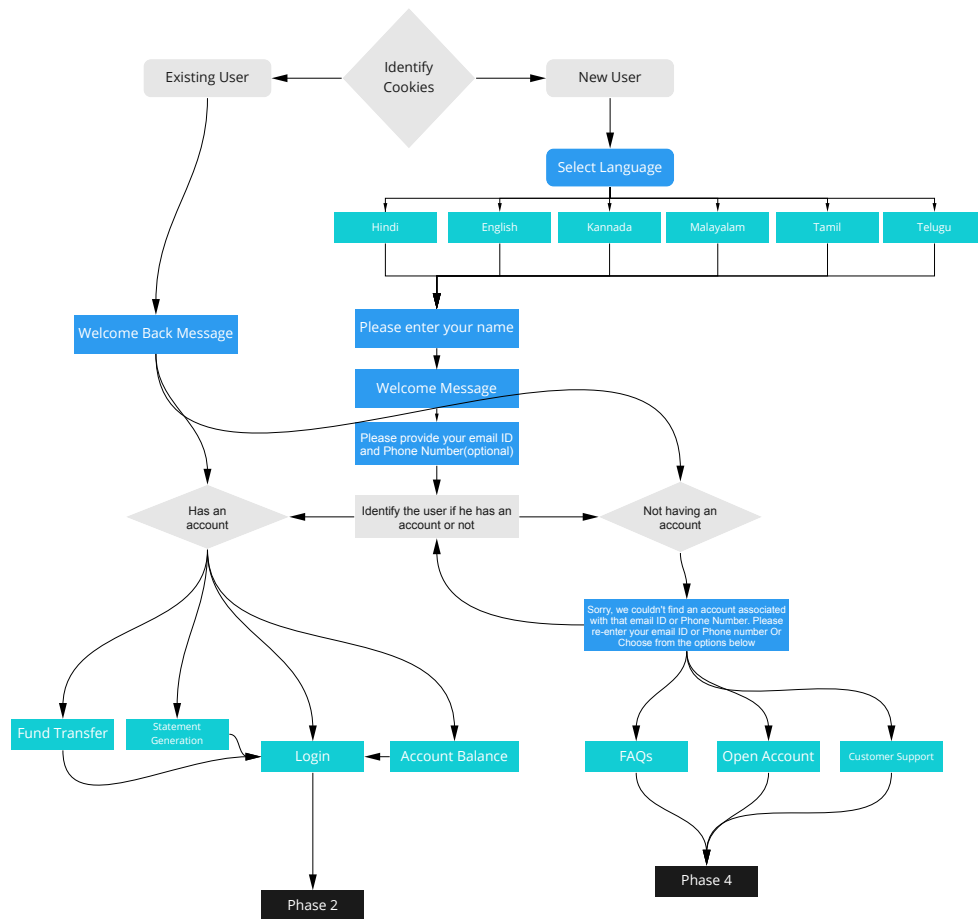 Identify
Cookies
Existing User
New User
Select Language
Hindi
English
Kannada
Malayalam
Tamil
Telugu
Please enter your name
Welcome Back Message
Welcome Message
Please provide your email ID
and Phone Number(optional)
Has an
account
Identify the user if he has an
account or not
Not having an
account
Sorry, we couldn't find an account associated
with that email ID or Phone Number. Please
re-enter your email ID or Phone number Or
Choose from the options below
Fund Transfer
Statement
Generation
Login
Account Balance
FAQs
Open Account
Customer Support
Phase 4
Phase 2